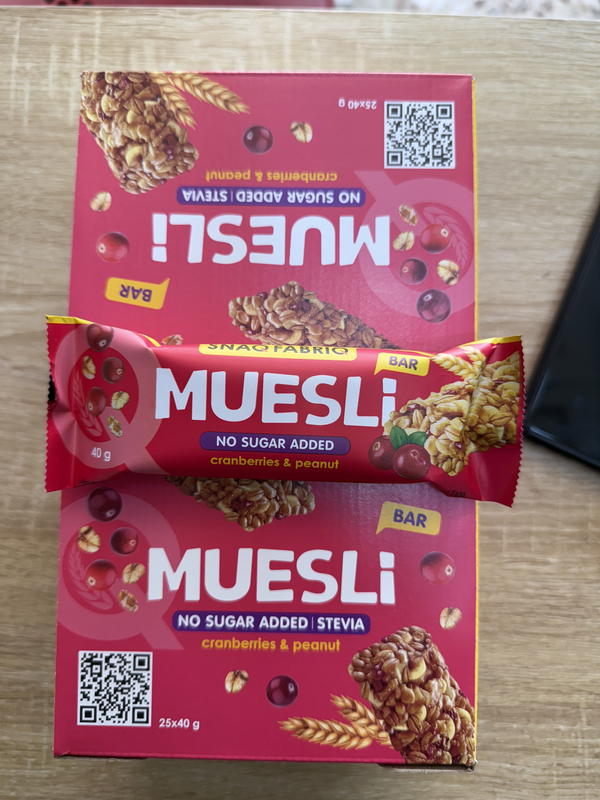 25x40 g
cranberries & peanut
NO SUGAR ADDED | STEVIA
MUESLi
BAR
SNAQ FABRIQ
BAR
MUESLi
NO SUGAR ADDED
40 g
cranberries & peanut
BAR
MUESLi
NO SUGAR ADDED | STEVIA
cranberries & peanut
25x40 g